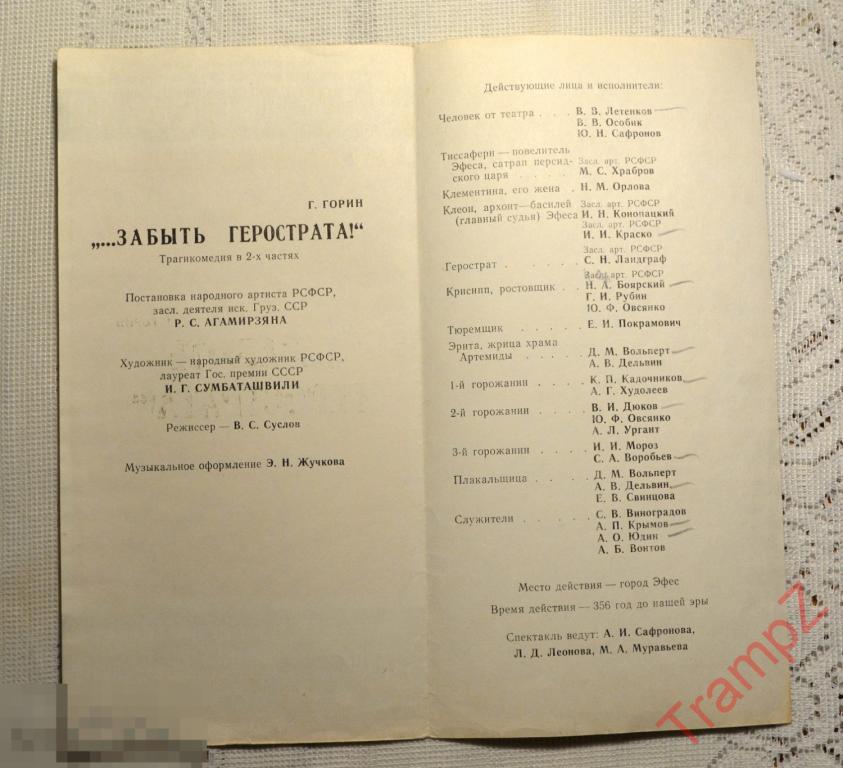 Г. ГОРИН
„...ЗАБЫТЬ ГЕРОСТРАТА!“
Трагикомедия в 2-х частях
Постановка народного артиста РСФСР,
засл. деятеля иск. Груз. ССР
Р. С. АГАМИРЗЯНА
Художник — народный художник РСФСР,
лауреат Гос. премии СССР
И. Г. СУМБАТАШВИЛИ
Режиссер — В. С. Суслов
Музыкальное оформление Э. Н. Жучкова
Действующие лица и исполнители:
Человек от театра . . . В. В. Летенков
В. В. Особик
Ю. Н. Сафронов
Тиссаферн — повелитель
Эфеса, сатрап персид- Засл. арт. РСФСР
ского царя . . . . . М. С. Храбров
Клементина, его жена . Н. М. Орлова
Клеон, архонт—басилей Засл. арт. РСФСР
(главный судья) Эфеса И. Н. Конопацкий
Засл. арт. РСФСР
И. И. Краско
Засл. арт. РСФСР
Герострат . . . . . С. Н. Ландграф
Засл. арт. РСФСР
Крисипп, ростовщик . . Н. А. Боярский
Г. И. Рубин
Ю. Ф. Овсянко
Тюремщик . . . . . Е. И. Покрамович
Эрита, жрица храма
Артемиды . . . . . Д. М. Вольперт
А. В. Дельвин
1-й горожанин . . . . К. П. Кадочников
А. Г. Худолеев
2-й горожанин . . . . В. И. Дюков
Ю. Ф. Овсянко
А. Л. Ургант
3-й горожанин . . . . И. И. Мороз
С. А. Воробьев
Плакальщица . . . . Д. М. Вольперт
А. В. Дельвин
Е. В. Свинцова
Служители . . . . . С. В. Виноградов
А. П. Крымов
А. О. Юдин
А. Б. Вонтов
Место действия — город Эфес
Время действия — 356 год до нашей эры
Спектакль ведут: А. И. Сафронова,
Л. Д. Леонова, М. А. Муравьева
TrampZ